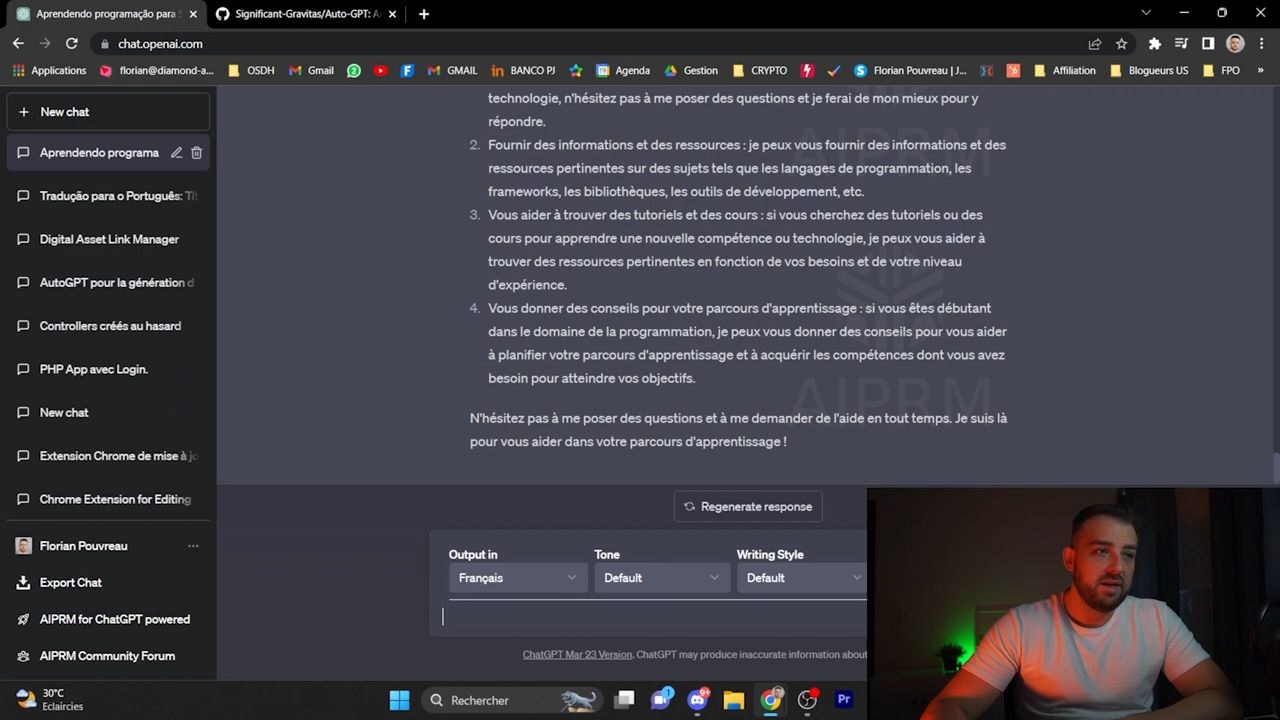 Aprendendo programação para S
Significant-Gravitas/Auto-GPT: A
chat.openai.com
Applications
florian@diamond-a...
OSDH
Gmail
GMAIL
BANCO PJ
Agenda
Gestion
CRYPTO
Florian Pouvreau | J...
Affiliation
Blogueurs US
FPO
»
New chat
Aprendendo programa
Tradução para o Português: Ti
Digital Asset Link Manager
AutoGPT pour la génération d
Controllers créés au hasard
PHP App avec Login.
New chat
Extension Chrome de mise à jo
Chrome Extension for Editing
Florian Pouvreau
Export Chat
AIPRM for ChatGPT powered
AIPRM Community Forum
technologie, n'hésitez pas à me poser des questions et je ferai de mon mieux pour y
répondre.
2. Fournir des informations et des ressources : je peux vous fournir des informations et des
ressources pertinentes sur des sujets tels que les langages de programmation, les
frameworks, les bibliothèques, les outils de développement, etc.
3. Vous aider à trouver des tutoriels et des cours : si vous cherchez des tutoriels ou des
cours pour apprendre une nouvelle compétence ou technologie, je peux vous aider à
trouver des ressources pertinentes en fonction de vos besoins et de votre niveau
d'expérience.
4. Vous donner des conseils pour votre parcours d'apprentissage : si vous êtes débutant
dans le domaine de la programmation, je peux vous donner des conseils pour vous aider
à planifier votre parcours d'apprentissage et à acquérir les compétences dont vous avez
besoin pour atteindre vos objectifs.
N'hésitez pas à me poser des questions et à me demander de l'aide en tout temps. Je suis là
pour vous aider dans votre parcours d'apprentissage !
AIPRM
AIPRM
Regenerate response
Output in
Tone
Writing Style
Français
Default
Default
ChatGPT Mar 23 Version. ChatGPT may produce inaccurate information about
30°C
Eclaircies
Rechercher
1
9+
Pr